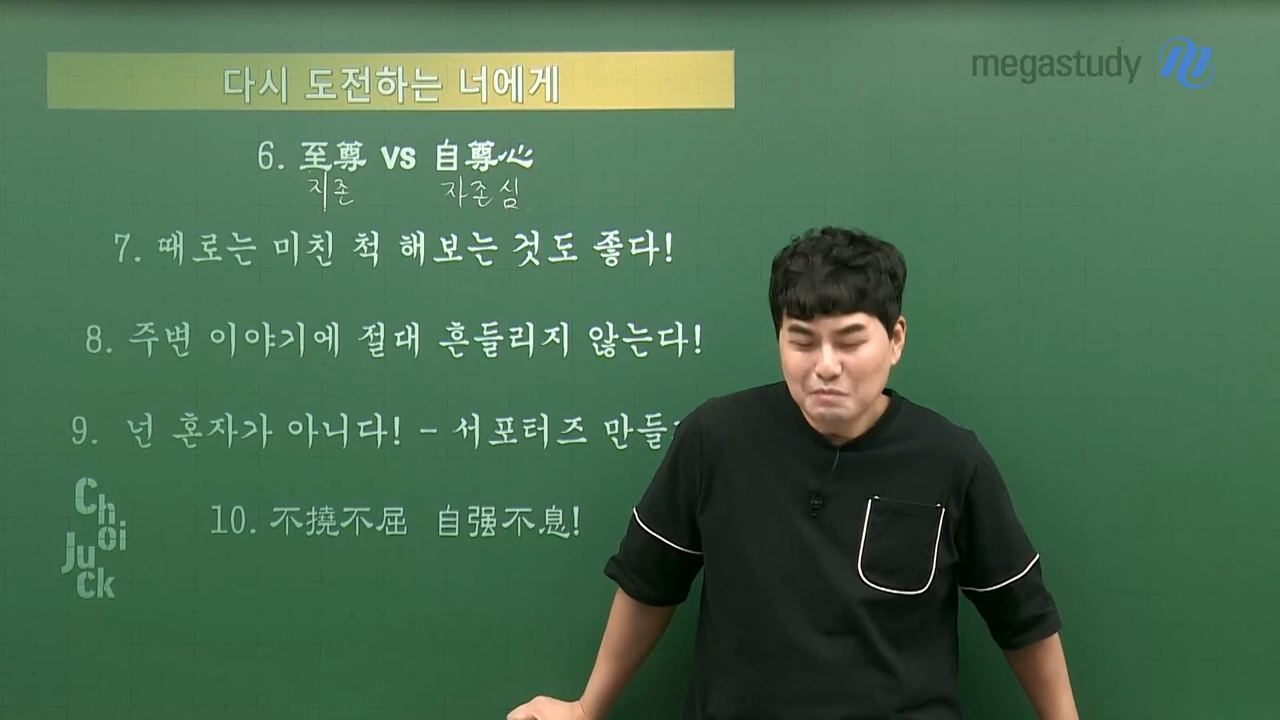 megastudy
다시 도전하는 너에게
6. 至尊 vs 自尊心
지존 자존심
7. 때로는 미친 척 해보는 것도 좋다!
8. 주변 이야기에 절대 흔들리지 않는다!
9. 넌 혼자가 아니다! - 서포터즈 만들
10. 不撓不屈 自强不息!
Choi
Juck